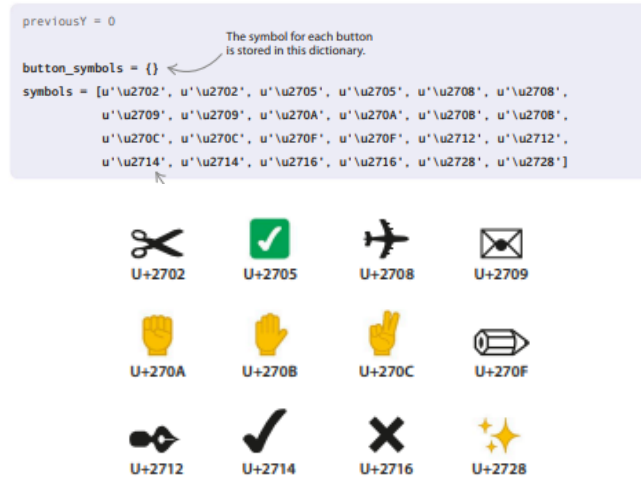 previousY = 0
The symbol for each button
is stored in this dictionary.
button_symbols = {}
symbols = [u'\u2702', u'\u2702', u'\u2705', u'\u2705', u'\u2708', u'\u2708',
u'\u2709', u'\u2709', u'\u270A', u'\u270A', u'\u270B', u'\u270B',
u'\u270C', u'\u270C', u'\u270F', u'\u270F', u'\u2712', u'\u2712',
u'\u2714', u'\u2714', u'\u2716', u'\u2716', u'\u2728', u'\u2728']
U+2702 U+2705 U+2708 U+2709
U+270A U+270B U+270C U+270F
U+2712 U+2714 U+2716 U+2728